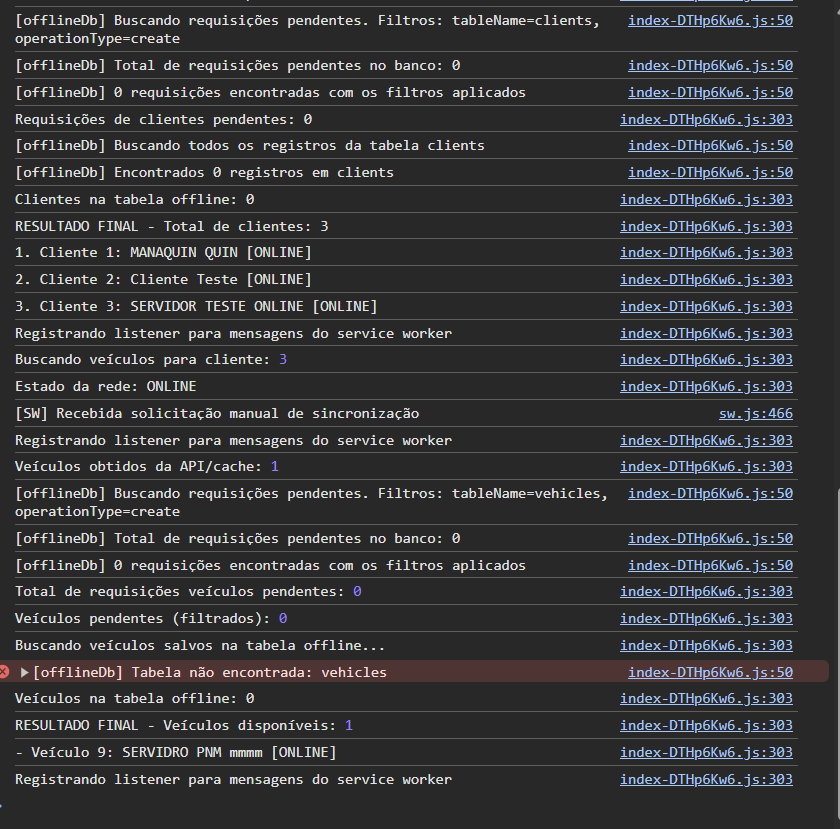 [offlineDb] Buscando requisições pendentes. Filtros: tableName=clients, index-DTHp6Kw6.js:50
operationType=create
[offlineDb] Total de requisições pendentes no banco: 0 index-DTHp6Kw6.js:50
[offlineDb] 0 requisições encontradas com os filtros aplicados index-DTHp6Kw6.js:50
Requisições de clientes pendentes: 0 index-DTHp6Kw6.js:303
[offlineDb] Buscando todos os registros da tabela clients index-DTHp6Kw6.js:50
[offlineDb] Encontrados 0 registros em clients index-DTHp6Kw6.js:50
Clientes na tabela offline: 0 index-DTHp6Kw6.js:303
RESULTADO FINAL - Total de clientes: 3 index-DTHp6Kw6.js:303
1. Cliente 1: MANAQUIN QUIN [ONLINE] index-DTHp6Kw6.js:303
2. Cliente 2: Cliente Teste [ONLINE] index-DTHp6Kw6.js:303
3. Cliente 3: SERVIDOR TESTE ONLINE [ONLINE] index-DTHp6Kw6.js:303
Registrando listener para mensagens do service worker index-DTHp6Kw6.js:303
Buscando veículos para cliente: 3 index-DTHp6Kw6.js:303
Estado da rede: ONLINE index-DTHp6Kw6.js:303
[SW] Recebida solicitação manual de sincronização sw.js:466
Registrando listener para mensagens do service worker index-DTHp6Kw6.js:303
Veículos obtidos da API/cache: 1 index-DTHp6Kw6.js:303
[offlineDb] Buscando requisições pendentes. Filtros: tableName=vehicles, index-DTHp6Kw6.js:50
operationType=create
[offlineDb] Total de requisições pendentes no banco: 0 index-DTHp6Kw6.js:50
[offlineDb] 0 requisições encontradas com os filtros aplicados index-DTHp6Kw6.js:50
Total de requisições veículos pendentes: 0 index-DTHp6Kw6.js:303
Veículos pendentes (filtrados): 0 index-DTHp6Kw6.js:303
Buscando veículos salvos na tabela offline... index-DTHp6Kw6.js:303
[offlineDb] Tabela não encontrada: vehicles index-DTHp6Kw6.js:50
Veículos na tabela offline: 0 index-DTHp6Kw6.js:303
RESULTADO FINAL - Veículos disponíveis: 1 index-DTHp6Kw6.js:303
- Veículo 9: SERVIDRO PNM mmmm [ONLINE] index-DTHp6Kw6.js:303
Registrando listener para mensagens do service worker index-DTHp6Kw6.js:303